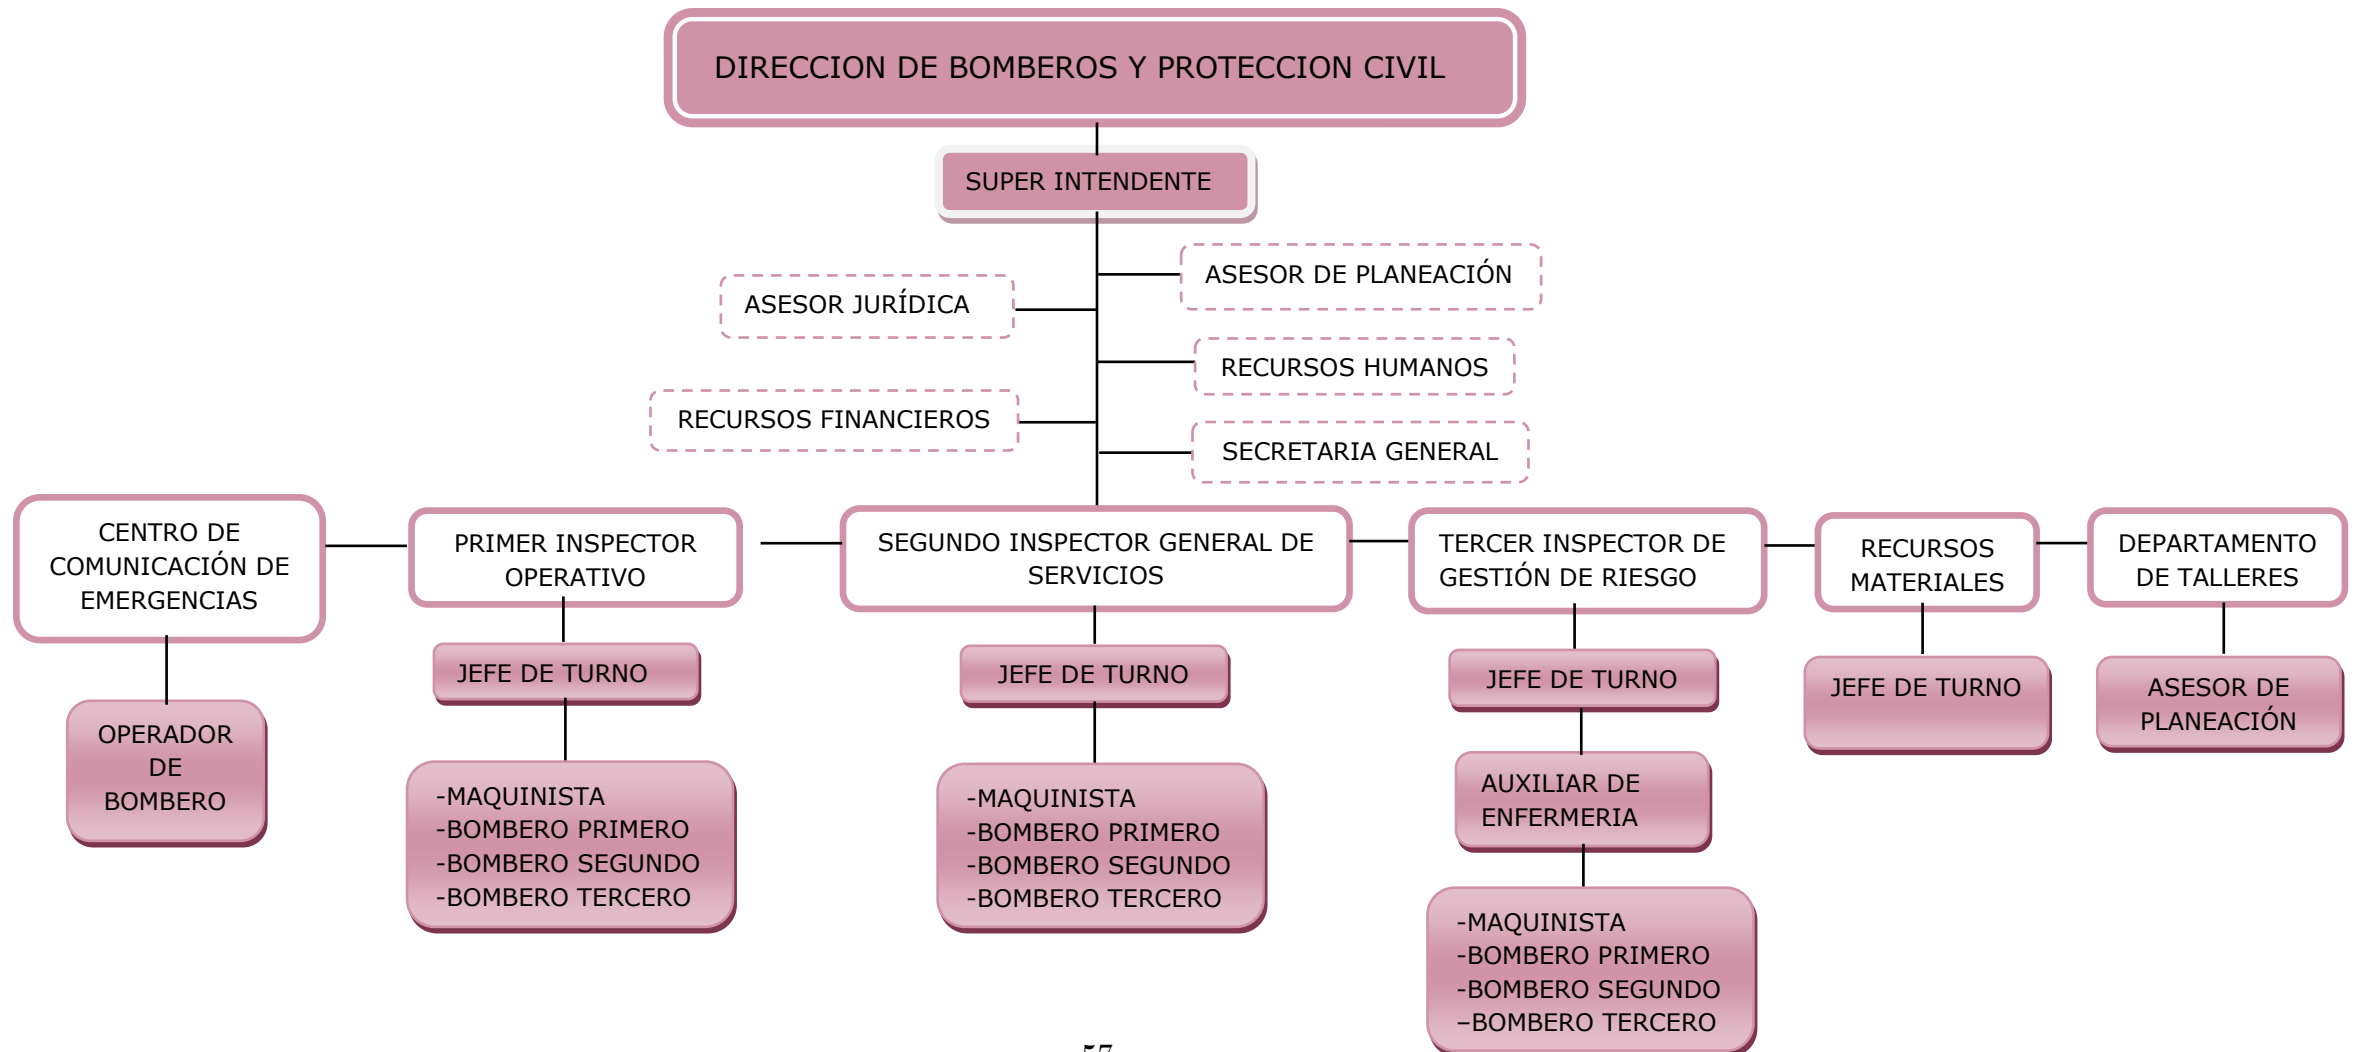 DIRECCION DE BOMBEROS Y PROTECCION CIVIL
SUPER INTENDENTE
ASESOR DE PLANEACIÓN
ASESOR JURÍDICA
RECURSOS HUMANOS
RECURSOS FINANCIEROS
SECRETARIA GENERAL
CENTRO DE
COMUNICACIÓN DE
EMERGENCIAS
PRIMER INSPECTOR
OPERATIVO
SEGUNDO INSPECTOR GENERAL DE
SERVICIOS
TERCER INSPECTOR DE
GESTIÓN DE RIESGO
RECURSOS
MATERIALES
DEPARTAMENTO
DE TALLERES
OPERADOR
DE
BOMBERO
JEFE DE TURNO
-MAQUINISTA
-BOMBERO PRIMERO
-BOMBERO SEGUNDO
-BOMBERO TERCERO
JEFE DE TURNO
-MAQUINISTA
-BOMBERO PRIMERO
-BOMBERO SEGUNDO
-BOMBERO TERCERO
JEFE DE TURNO
AUXILIAR DE
ENFERMERIA
-MAQUINISTA
-BOMBERO PRIMERO
-BOMBERO SEGUNDO
–BOMBERO TERCERO
JEFE DE TURNO
ASESOR DE
PLANEACIÓN